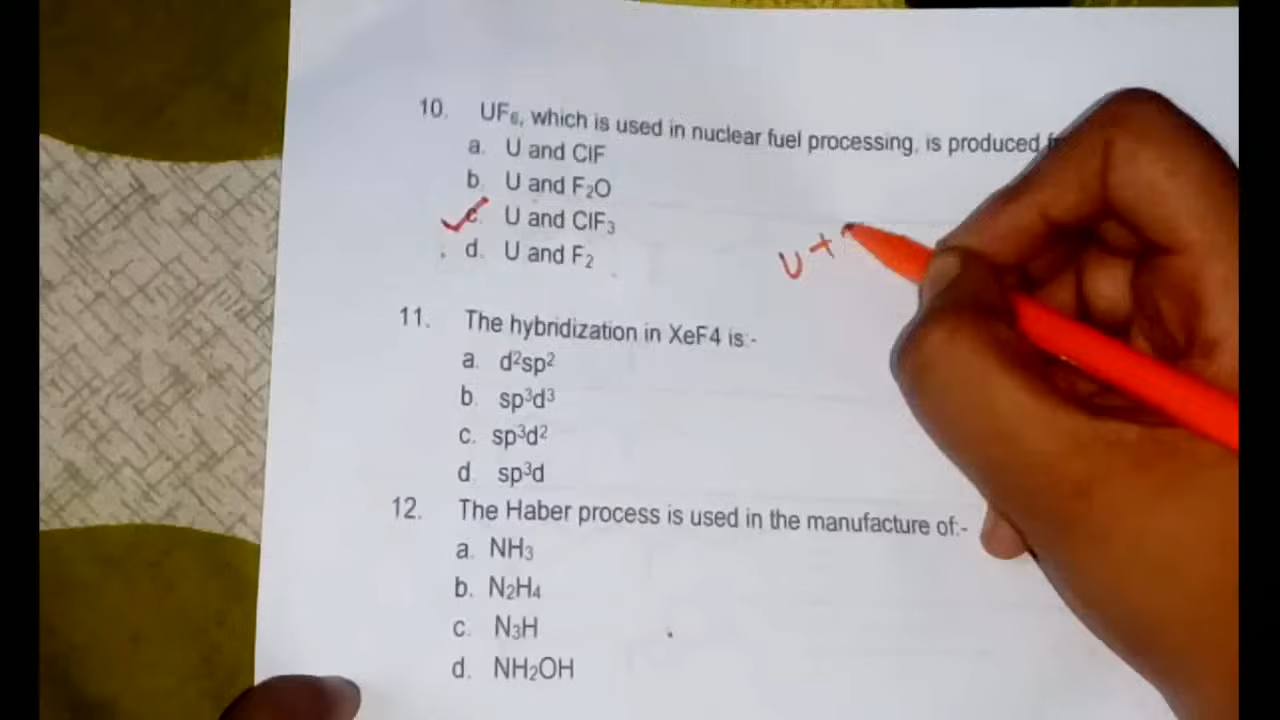 10. UF₆, which is used in nuclear fuel processing, is produced
a. U and ClF
b. U and F₂O
c. U and ClF₃
d. U and F₂
U +
11. The hybridization in XeF4 is:-
a. d²sp²
b. sp³d³
c. sp³d²
d. sp³d
12. The Haber process is used in the manufacture of:-
a. NH₃
b. N₂H₄
c. N₃H
d. NH₂OH